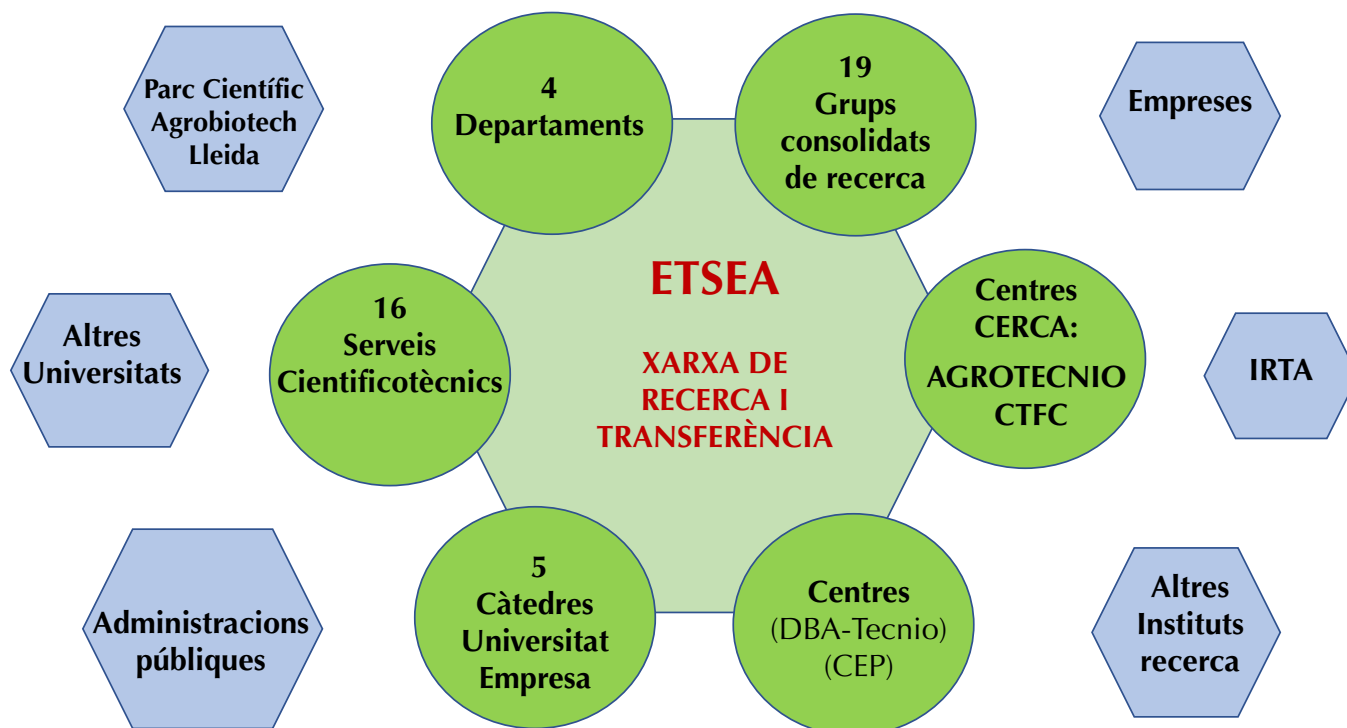 Parc Científic
Agrobiotech
Lleida
4
Departaments
19
Grups
consolidats
de recerca
Empreses
Altres
Universitats
16
Serveis
Cientificotècnics
ETSEA
XARXA DE
RECERCA I
TRANSFERÈNCIA
Centres
CERCA:
AGROTECNIO
CTFC
IRTA
Administracions
públiques
5
Càtedres
Universitat
Empresa
Centres
(DBA-Tecnio)
(CEP)
Altres
Instituts
recerca